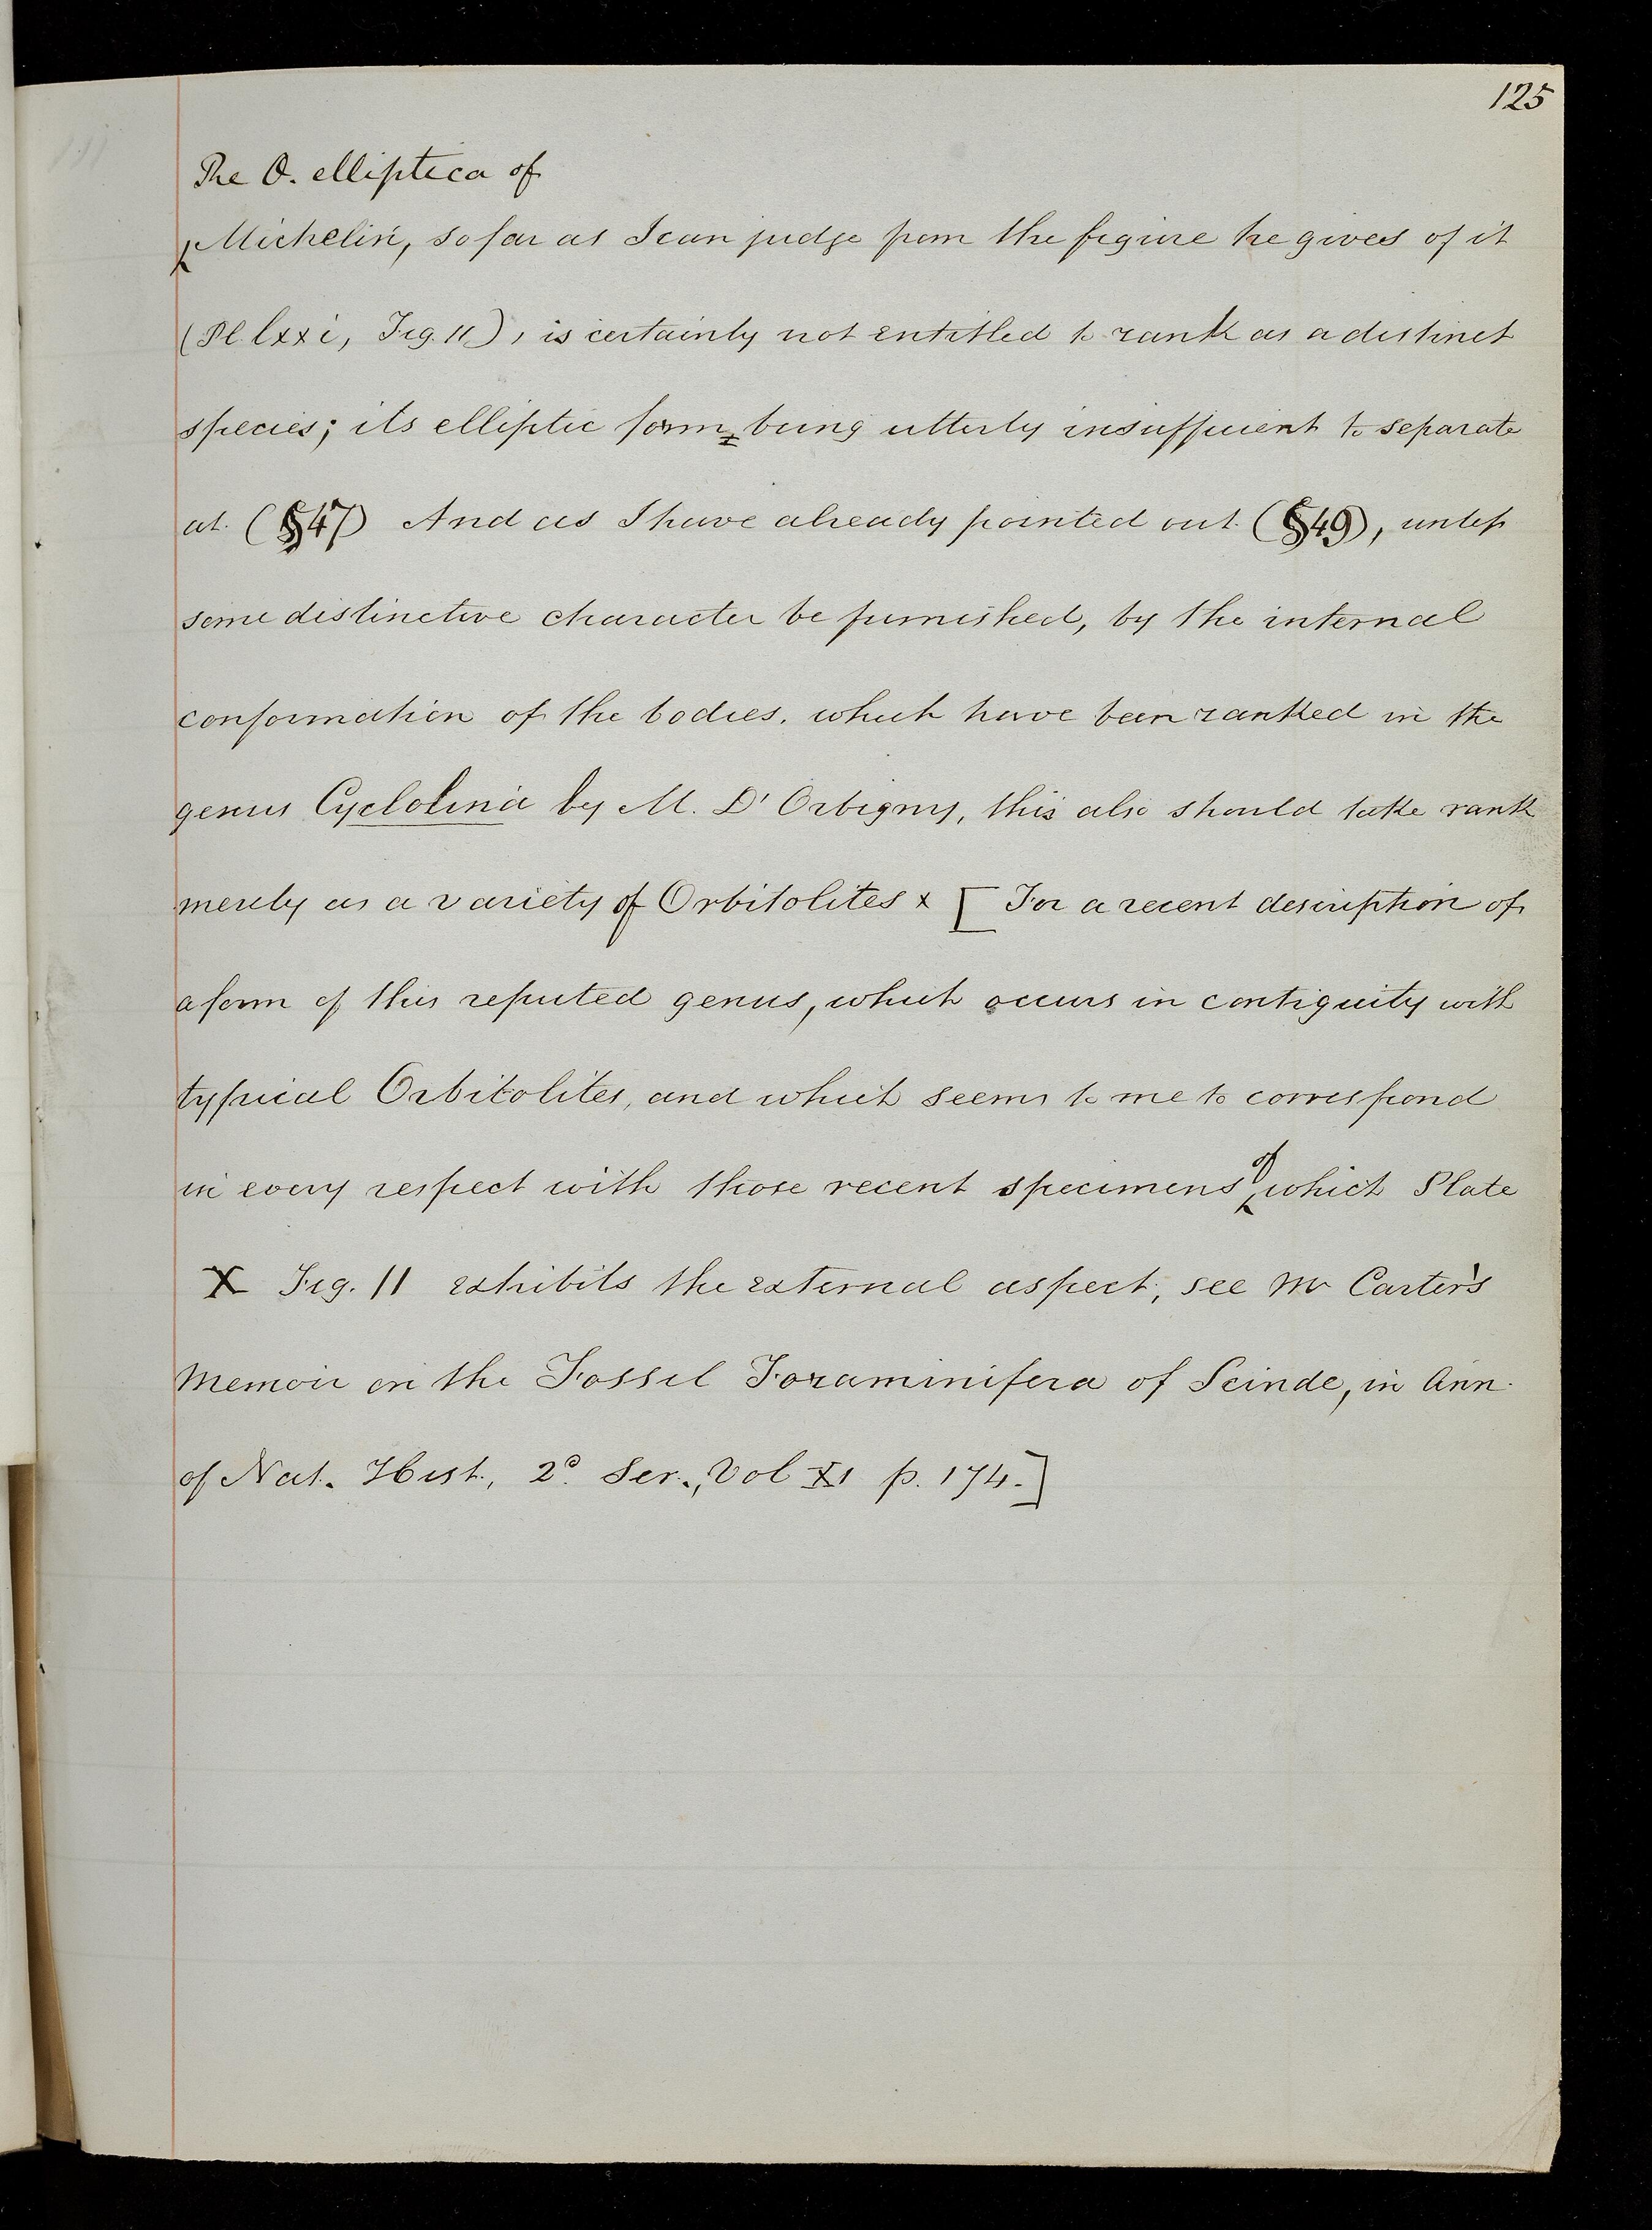 125
The O. elliptica of
Michelin, so far as I can judge from the figure he gives of it
(Pl. lxxi, Fig. 11), is certainly not entitled to rank as a distinct
species; its elliptic form being utterly insufficient to separate
at. (§47) And as I have already pointed out (§49), unless
some distinctive character be furnished, by the internal
conformation of the bodies. which have been ranked in the
genus Cyclolina by M. D'Orbigny, this also should take rank
merely as a variety of Orbitolites x [ For a recent description of
a form of this reputed genus, which occurs in contiguity with
typical Orbitolites, and which seems to me to correspond
in every respect with those recent specimens of which Plate
X Fig. 11 exhibits the external aspect, see Mr Carter's
Memoir on the Fossil Foraminifera of Scinde, in Ann.
of Nat. Hist., 2d. Ser., Vol XI p. 174.]